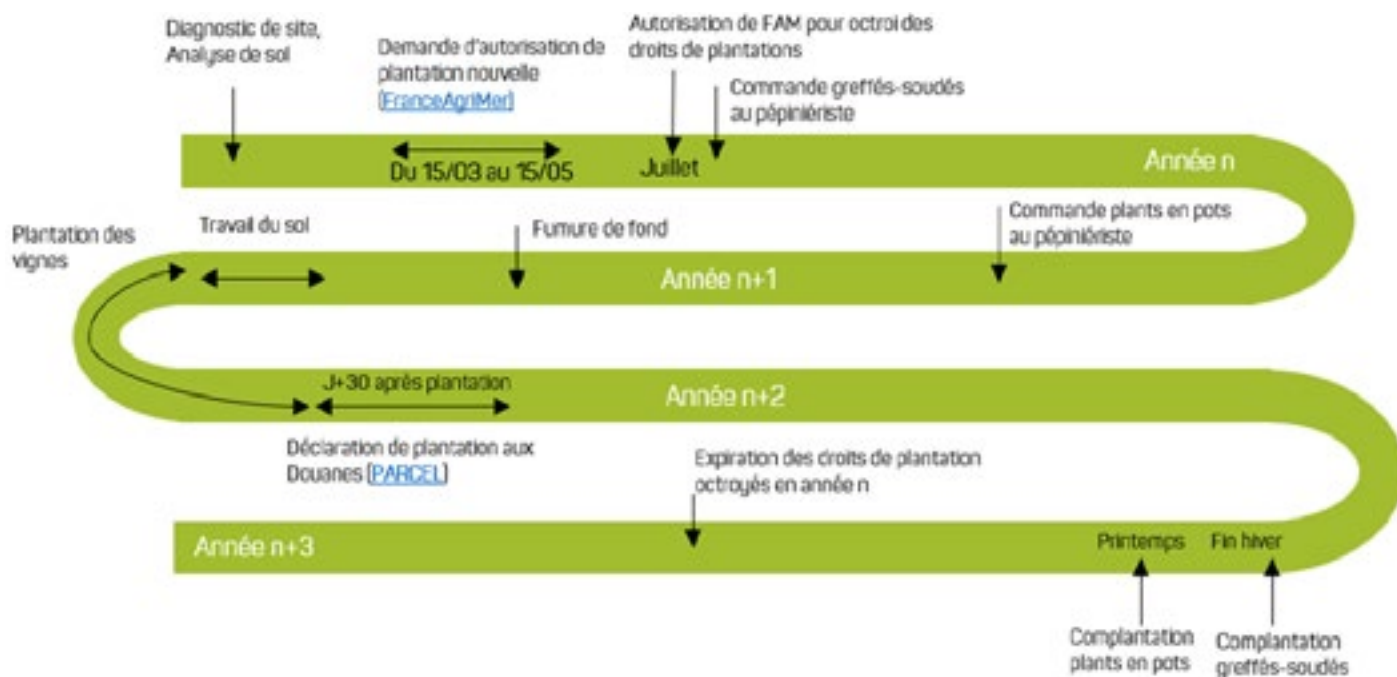 Diagnostic de site,
Analyse de sol
Demande d'autorisation de
plantation nouvelle
(FranceAgriMer)
Autorisation de FAM pour octroi des
droits de plantations
Commande greffés-soudés
au pépiniériste
Du 15/03 au 15/05
Juillet
Année n
Plantation des
vignes
Travail du sol
Fumure de fond
Commande plants en pots
au pépiniériste
Année n+1
J+30 après plantation
Année n+2
Déclaration de plantation aux
Douanes (PARCEL)
Expiration des droits de plantation
octroyés en année n
Année n+3
Printemps
Fin hiver
Complantation
plants en pots
Complantation
greffés-soudés